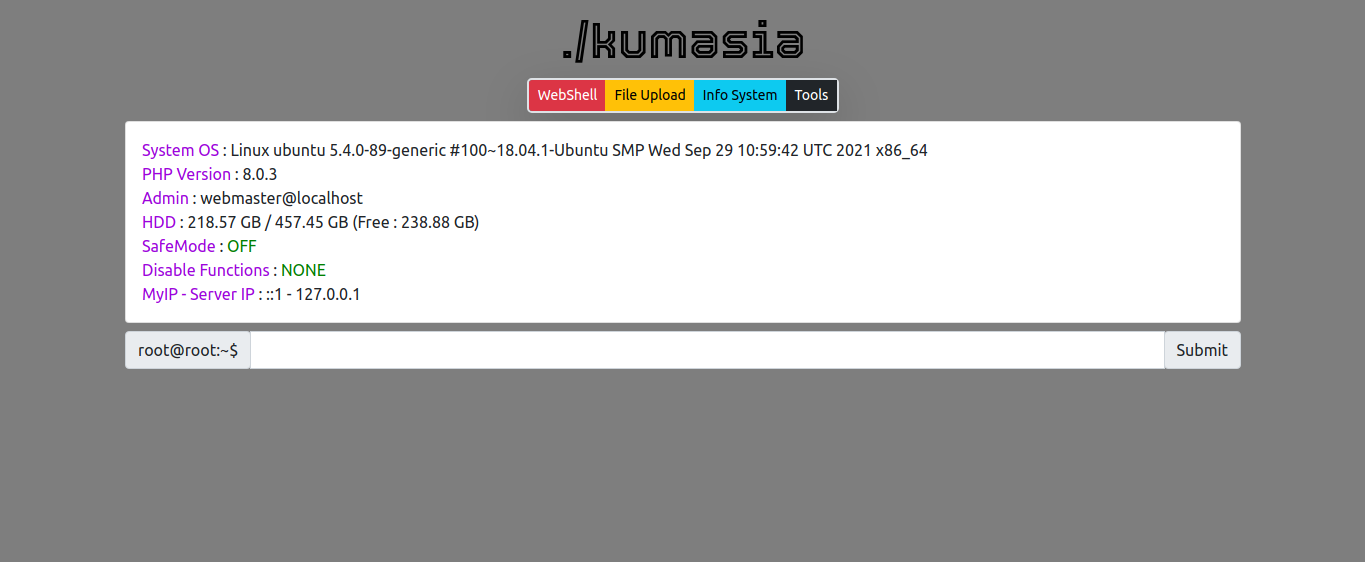 ./kumasia
WebShell File Upload Info System Tools
System OS : Linux ubuntu 5.4.0-89-generic #100~18.04.1-Ubuntu SMP Wed Sep 29 10:59:42 UTC 2021 x86_64
PHP Version : 8.0.3
Admin : webmaster@localhost
HDD : 218.57 GB / 457.45 GB (Free : 238.88 GB)
SafeMode : OFF
Disable Functions : NONE
MyIP - Server IP : ::1 - 127.0.0.1
root@root:~$ Submit